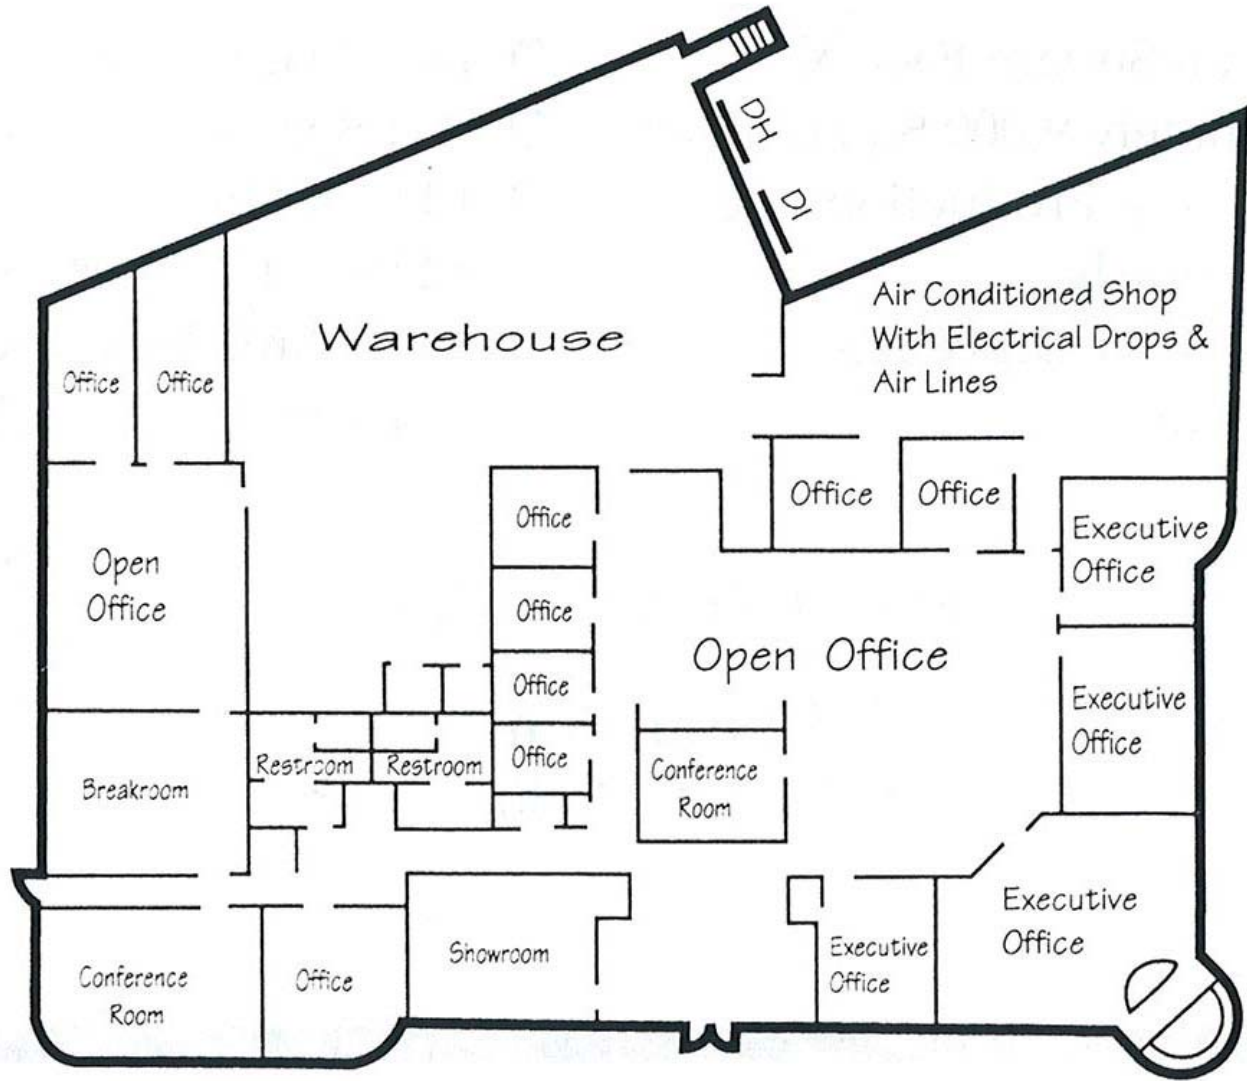 DH
DI
Air Conditioned Shop
With Electrical Drops &
Air Lines
Warehouse
Office
Office
Office
Office
Office
Executive
Office
Open
Office
Office
Open Office
Office
Executive
Office
Office
Restroom
Restroom
Conference
Room
Breakroom
Executive
Office
Showroom
Executive
Office
Conference
Room
Office